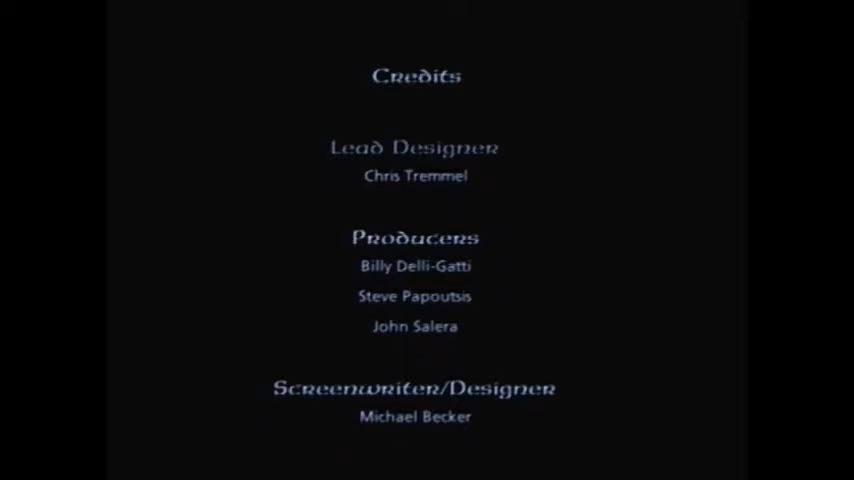 Credits
Lead Designer
Chris Tremmel
Producers
Billy Delli-Gatti
Steve Papoutsis
John Salera
Screenwriter/Designer
Michael Becker